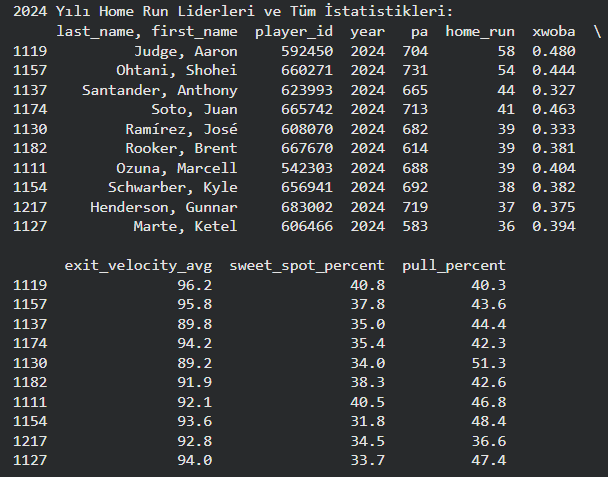 2024 Yılı Home Run Liderleri ve Tüm İstatistikleri:
last_name, first_name player_id year pa home_run xwoba \
1119 Judge, Aaron 592450 2024 704 58 0.480
1157 Ohtani, Shohei 660271 2024 731 54 0.444
1137 Santander, Anthony 623993 2024 665 44 0.327
1174 Soto, Juan 665742 2024 713 41 0.463
1130 Ramírez, José 608070 2024 682 39 0.333
1182 Rooker, Brent 667670 2024 614 39 0.381
1111 Ozuna, Marcell 542303 2024 688 39 0.404
1154 Schwarber, Kyle 656941 2024 692 38 0.382
1217 Henderson, Gunnar 683002 2024 719 37 0.375
1127 Marte, Ketel 606466 2024 583 36 0.394
exit_velocity_avg sweet_spot_percent pull_percent
1119 96.2 40.8 40.3
1157 95.8 37.8 43.6
1137 89.8 35.0 44.4
1174 94.2 35.4 42.3
1130 89.2 34.0 51.3
1182 91.9 38.3 42.6
1111 92.1 40.5 46.8
1154 93.6 31.8 48.4
1217 92.8 34.5 36.6
1127 94.0 33.7 47.4